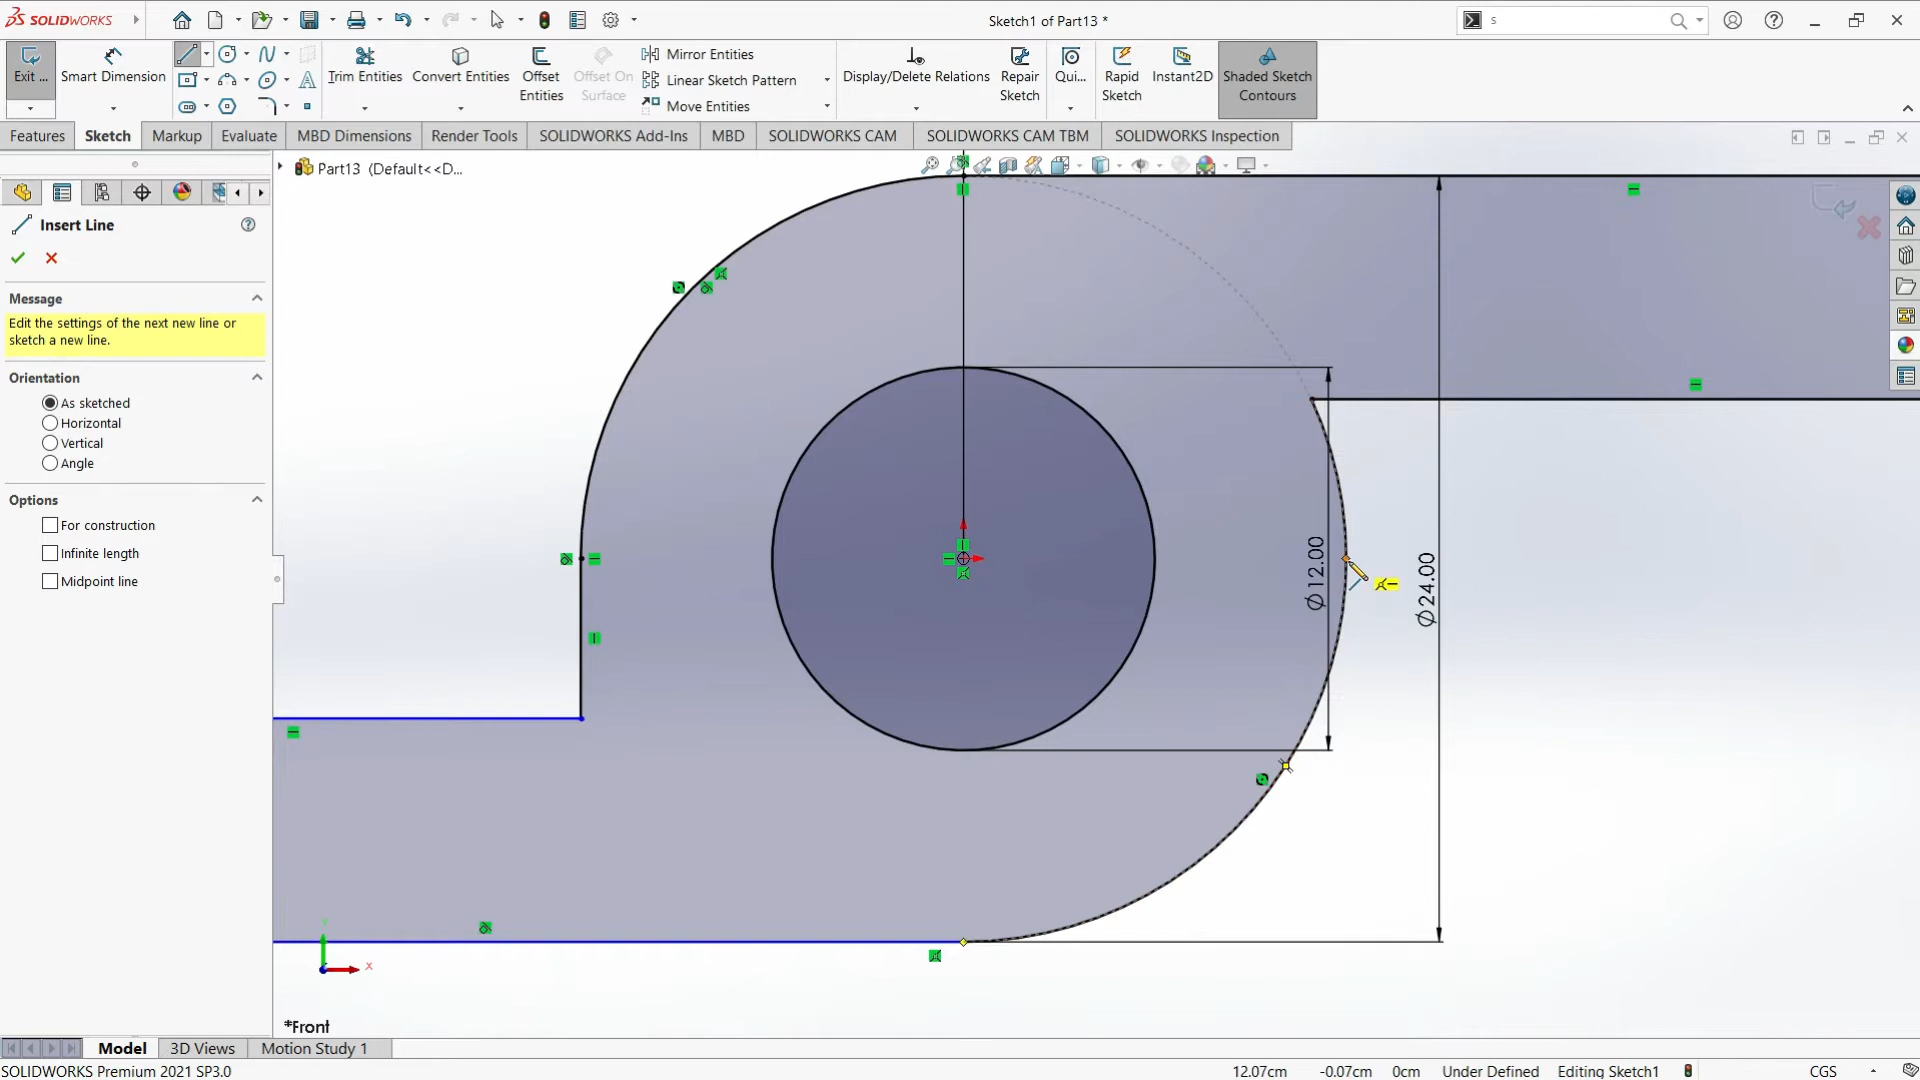 SOLIDWORKS
Sketch1 of Part13 *
s
Exit ...
Smart Dimension
Trim Entities
Convert Entities
Offset
Entities
Offset On
Surface
Mirror Entities
Linear Sketch Pattern
Move Entities
Display/Delete Relations
Repair
Sketch
Qui...
Rapid
Sketch
Instant2D
Shaded Sketch
Contours
Features
Sketch
Markup
Evaluate
MBD Dimensions
Render Tools
SOLIDWORKS Add-Ins
MBD
SOLIDWORKS CAM
SOLIDWORKS CAM TBM
SOLIDWORKS Inspection
Part13 (Default<<D...
Insert Line
Message
Edit the settings of the next new line or
sketch a new line.
Orientation
As sketched
Horizontal
Vertical
Angle
Options
For construction
Infinite length
Midpoint line
∅12.00
∅24.00
Y
X
*Front
Model
3D Views
Motion Study 1
SOLIDWORKS Premium 2021 SP3.0
12.07cm
-0.07cm
0cm
Under Defined
Editing Sketch1
CGS